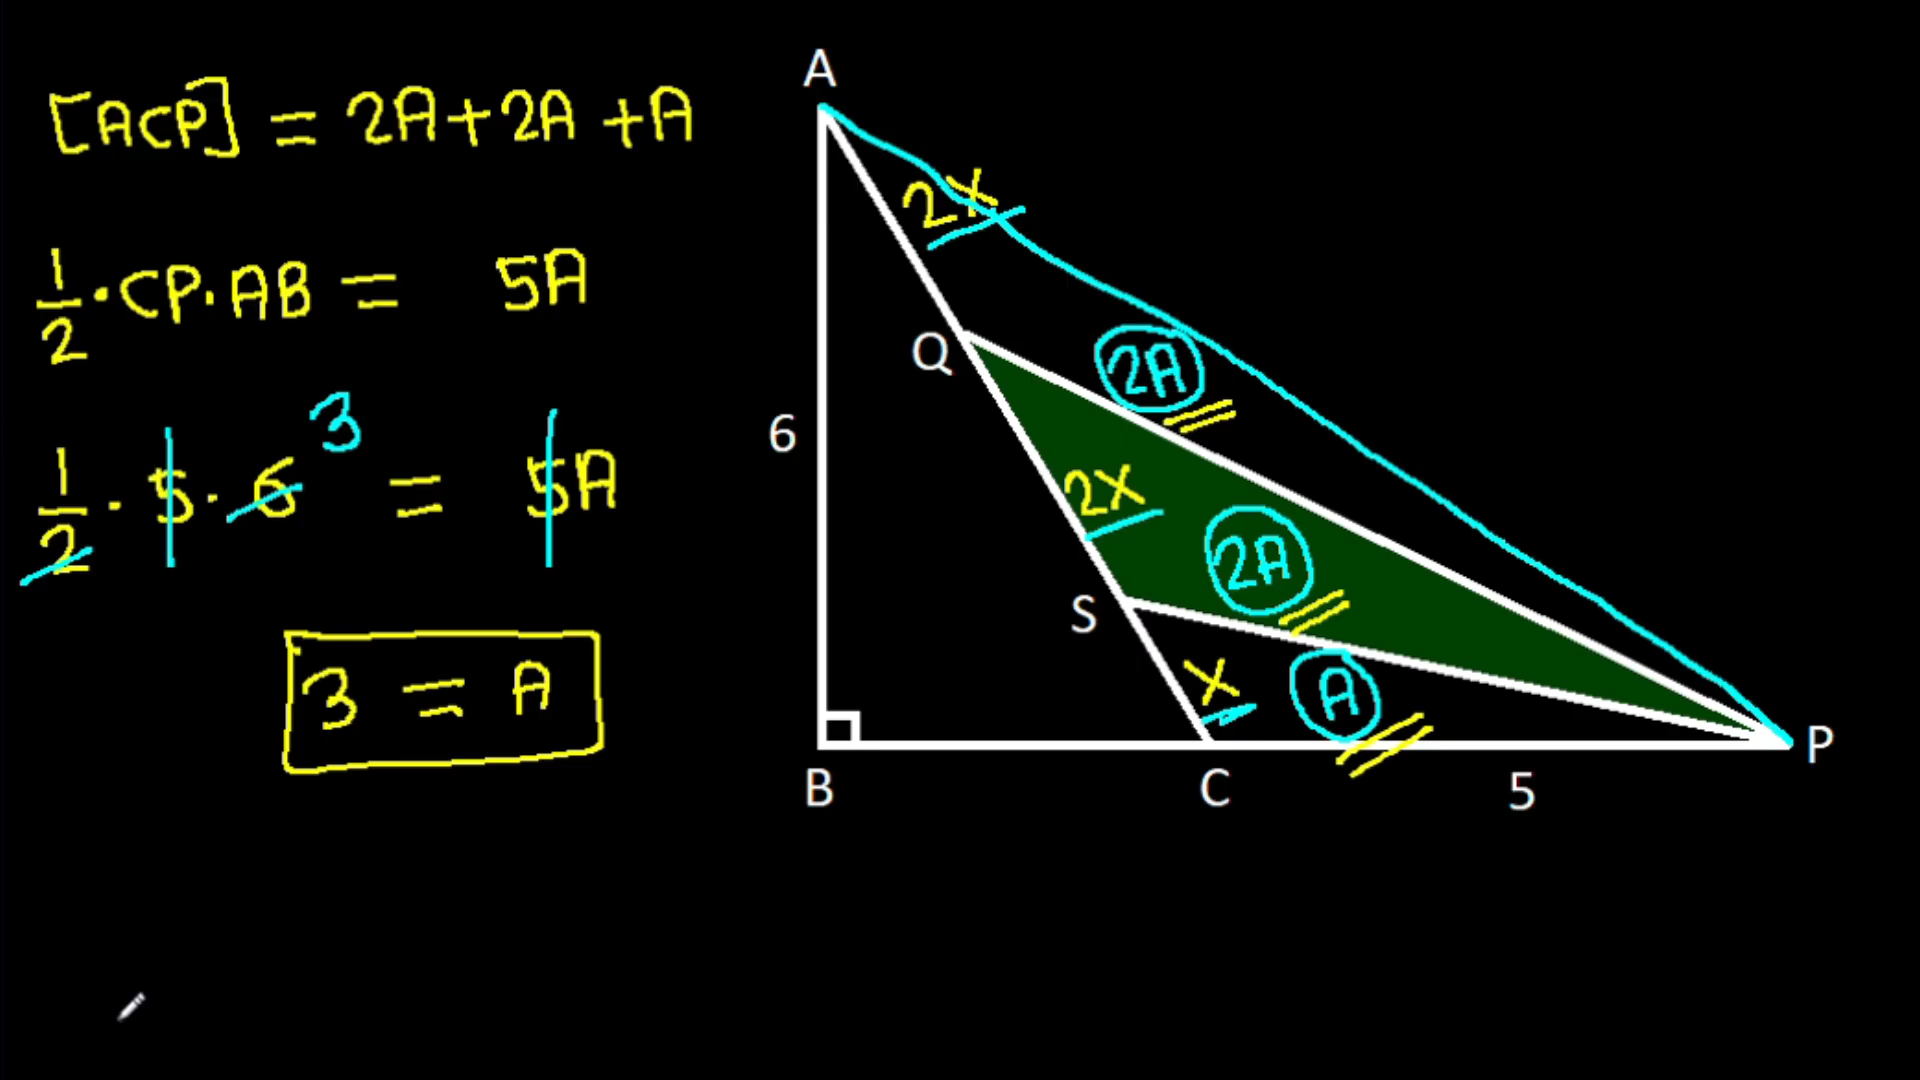 [ACP] = 2A+2A+A
1/2 · CP · AB = 5A
1/2 · 5 · 6 3 = 5A
3 = A
A
2X
Q
2A
6
2X
2A
S
X
A
P
B
C
5